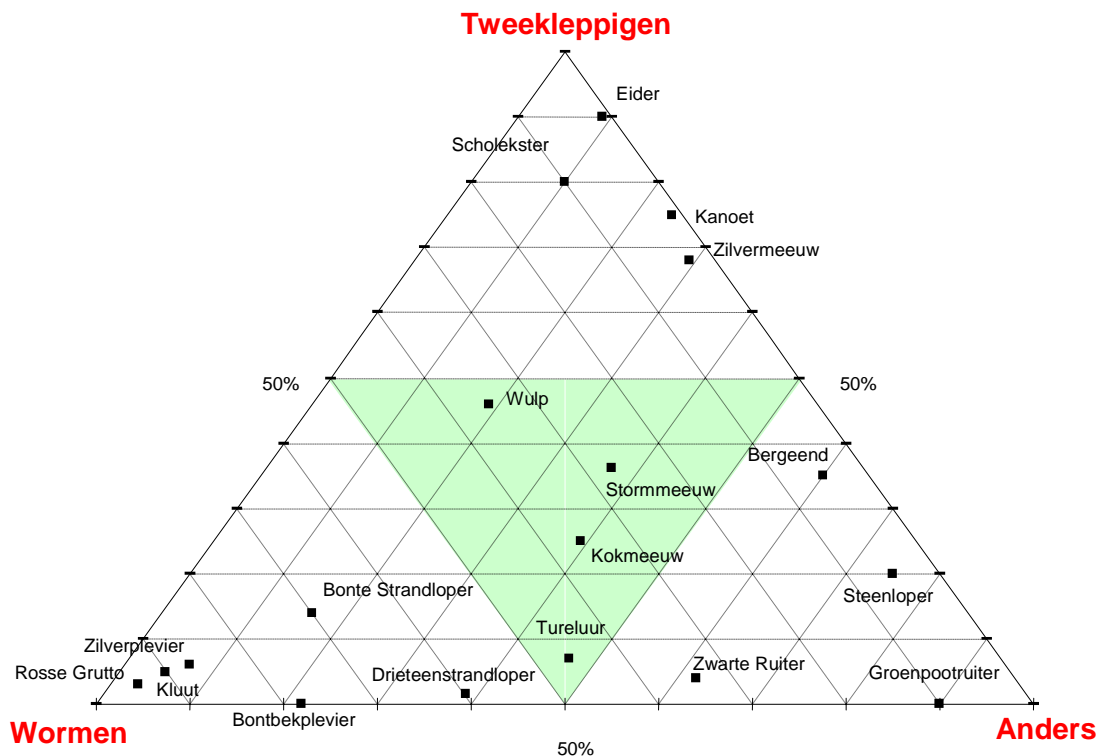 Tweekleppigen
Eider
Scholekster
Kanoet
Zilvermeeuw
50%
50%
Wulp
Bergeend
Stormmeeuw
Kokmeeuw
Bonte Strandloper
Steenloper
Tureluur
Zilverplevier
Zwarte Ruiter
Rosse Grutto
Drieteenstrandloper
Groenpootruiter
Kluut
Bontbekplevier
Wormen
Anders
50%